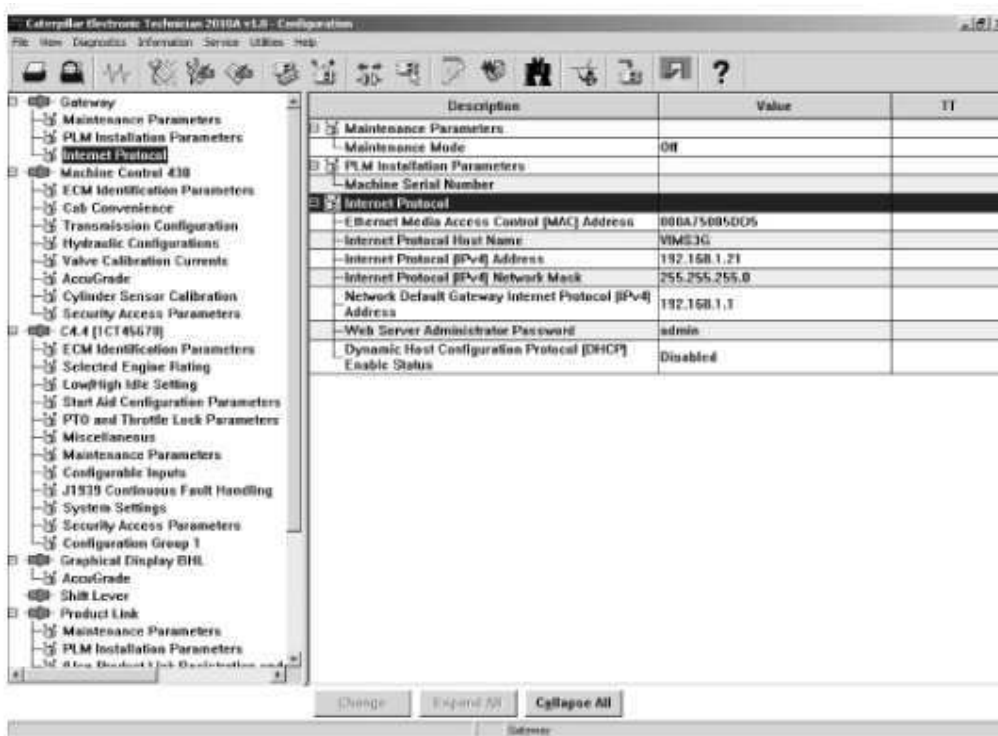 Caterpillar Electronic Technician 2010A v1.0 - Configuration
File View Diagnostics Information Service Utilities Help
Gateway
Maintenance Parameters
PLM Installation Parameters
Internet Protocol
Machine Control 430
ECM Identification Parameters
Cab Convenience
Transmission Configuration
Hydraulic Configurations
Valve Calibration Currents
AccuGrade
Cylinder Sensor Calibration
Security Access Parameters
C4.4 [1CT45678]
ECM Identification Parameters
Selected Engine Rating
Low/High Idle Setting
Start Aid Configuration Parameters
PTO and Throttle Lock Parameters
Miscellaneous
Maintenance Parameters
Configurable Inputs
J1939 Continuous Fault Handling
System Settings
Security Access Parameters
Configuration Group 1
Graphical Display BHL
AccuGrade
Shift Lever
Product Link
Maintenance Parameters
PLM Installation Parameters
Description Value TT
Maintenance Parameters
Maintenance Mode Off
PLM Installation Parameters
Machine Serial Number
Internet Protocol
Ethernet Media Access Control [MAC] Address 000A75005DD5
Internet Protocol Host Name VIMS3G
Internet Protocol [IPv4] Address 192.168.1.21
Internet Protocol [IPv4] Network Mask 255.255.255.0
Network Default Gateway Internet Protocol [IPv4]
Address 192.168.1.1
Web Server Administrator Password admin
Dynamic Host Configuration Protocol [DHCP]
Enable Status Disabled
Change Expand All Collapse All
Gateway